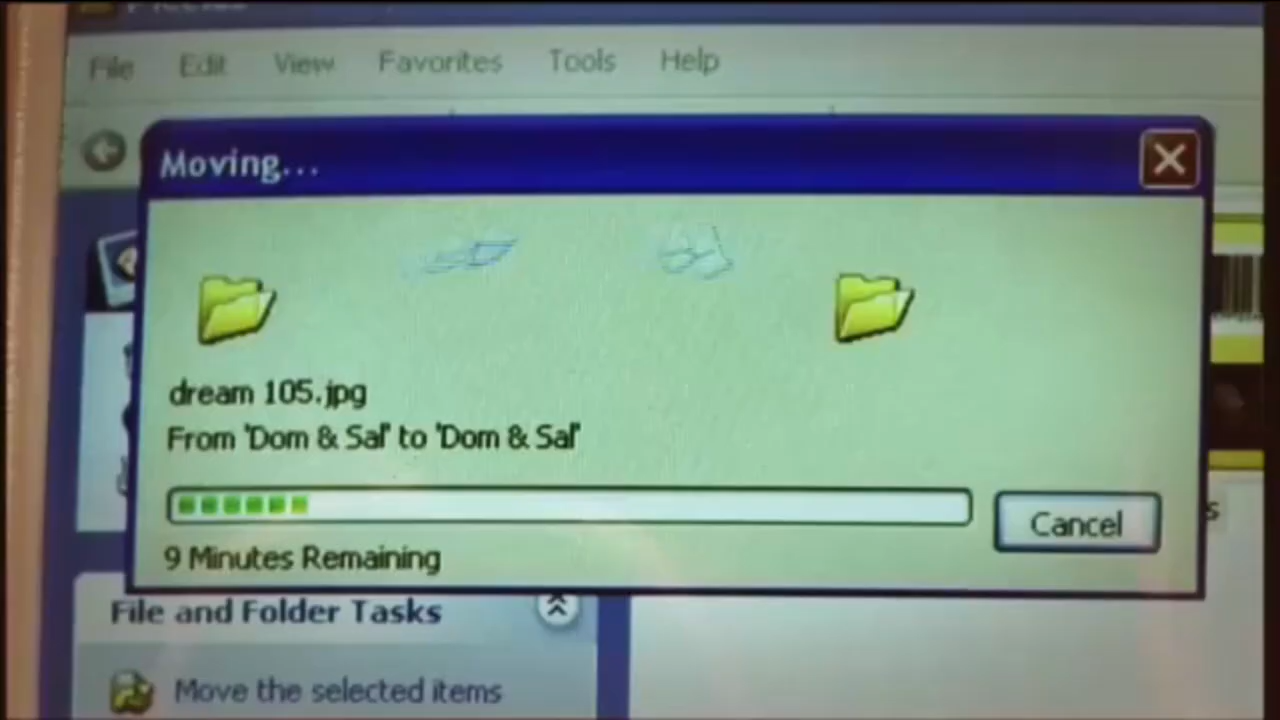 File Edit View Favorites Tools Help
Moving...
dream 105.jpg
From 'Dom & Sal' to 'Dom & Sal'
Cancel
9 Minutes Remaining
File and Folder Tasks
Move the selected items